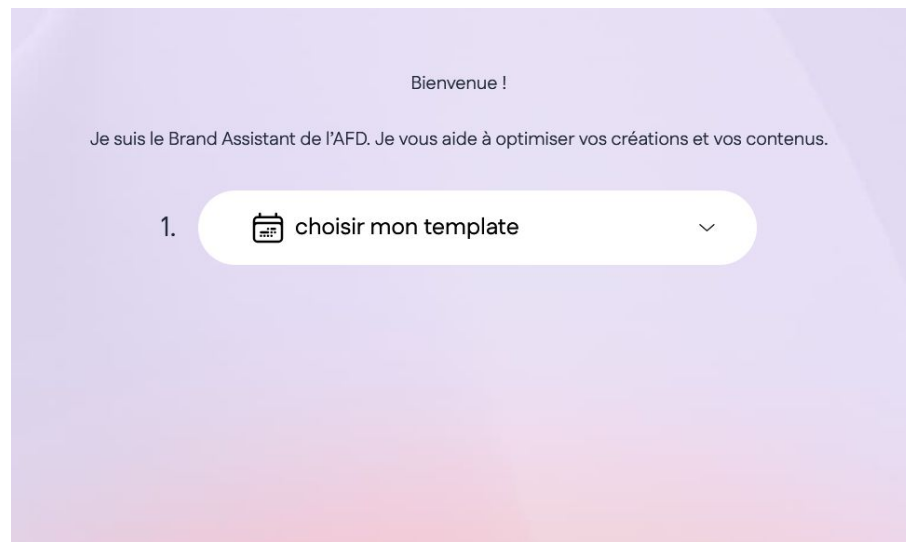 Bienvenue !
Je suis le Brand Assistant de l’AFD. Je vous aide à optimiser vos créations et vos contenus.
1. choisir mon template